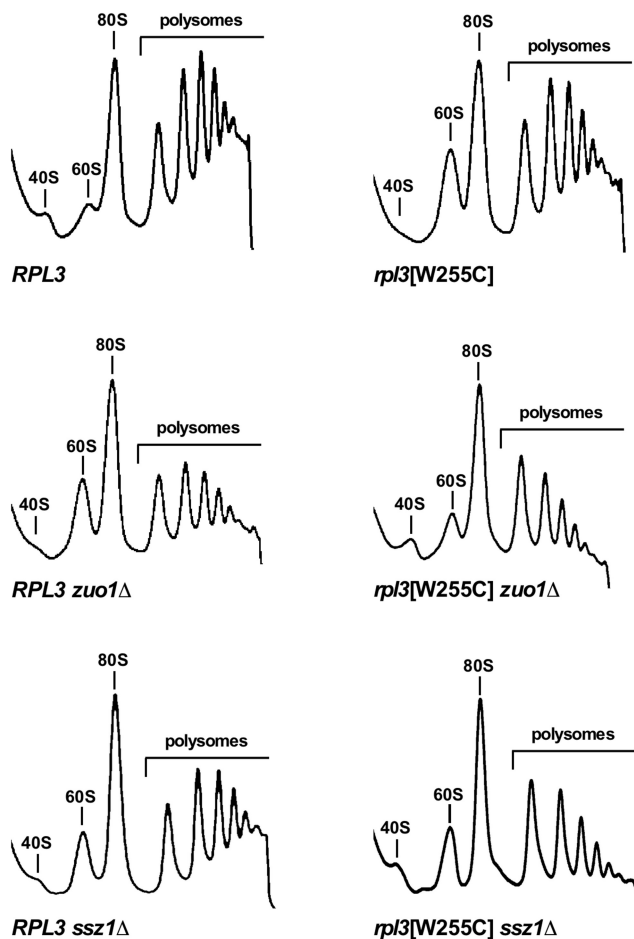 80S
polysomes
60S
40S
RPL3
80S
polysomes
60S
40S
rpl3[W255C]
80S
polysomes
60S
40S
RPL3 zuo1Δ
80S
polysomes
60S
40S
rpl3[W255C] zuo1Δ
80S
polysomes
60S
40S
RPL3 ssz1Δ
80S
polysomes
60S
40S
rpl3[W255C] ssz1Δ